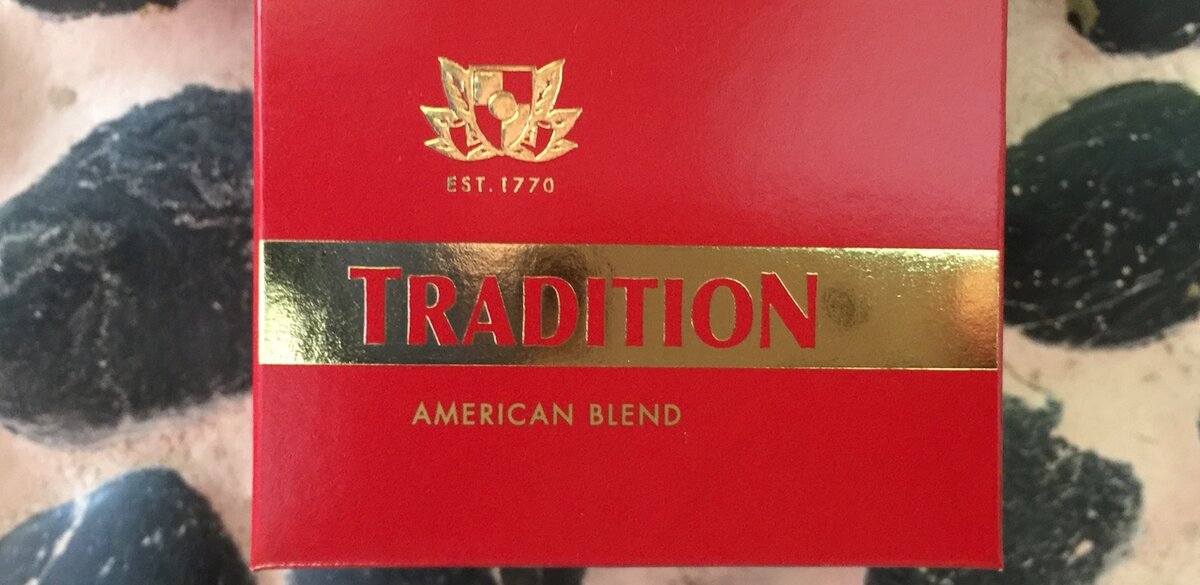 EST. 1770
TRADITION
AMERICAN BLEND